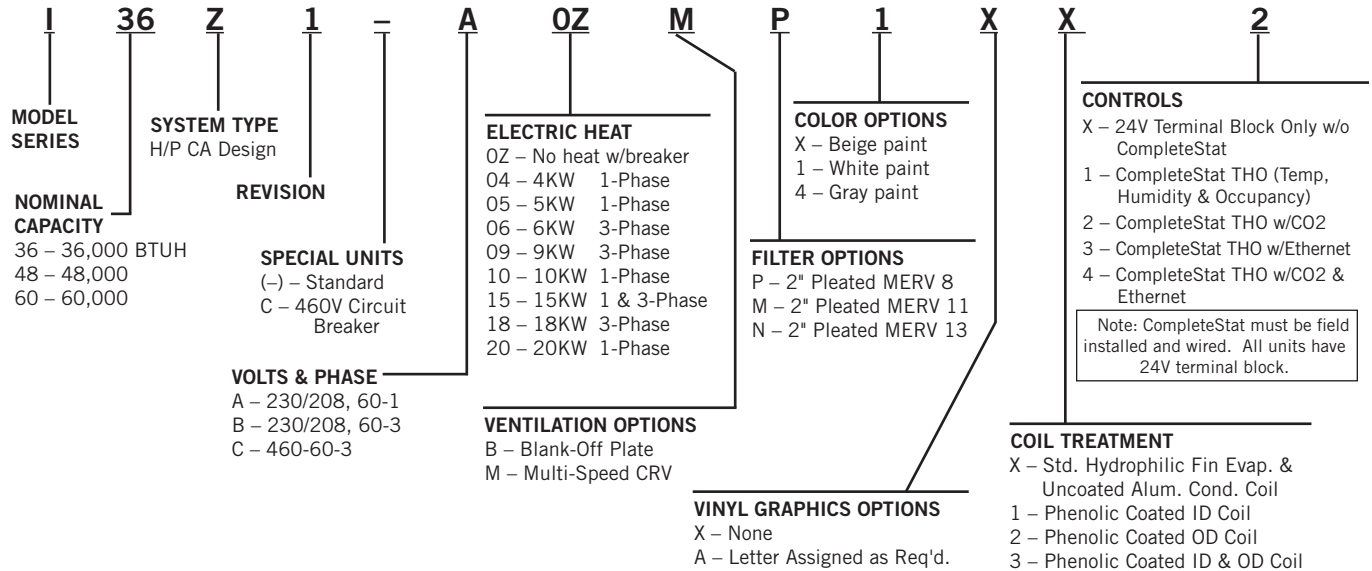 I 36 Z 1 – A 0Z M P 1 X X 2
MODEL
SERIES
NOMINAL
CAPACITY
36 – 36,000 BTUH
48 – 48,000
60 – 60,000
SYSTEM TYPE
H/P CA Design
REVISION
SPECIAL UNITS
(–) – Standard
C – 460V Circuit
Breaker
VOLTS & PHASE
A – 230/208, 60-1
B – 230/208, 60-3
C – 460-60-3
ELECTRIC HEAT
0Z – No heat w/breaker
04 – 4KW 1-Phase
05 – 5KW 1-Phase
06 – 6KW 3-Phase
09 – 9KW 3-Phase
10 – 10KW 1-Phase
15 – 15KW 1 & 3-Phase
18 – 18KW 3-Phase
20 – 20KW 1-Phase
VENTILATION OPTIONS
B – Blank-Off Plate
M – Multi-Speed CRV
FILTER OPTIONS
P – 2" Pleated MERV 8
M – 2" Pleated MERV 11
N – 2" Pleated MERV 13
COLOR OPTIONS
X – Beige paint
1 – White paint
4 – Gray paint
VINYL GRAPHICS OPTIONS
X – None
A – Letter Assigned as Req'd.
COIL TREATMENT
X – Std. Hydrophilic Fin Evap. &
Uncoated Alum. Cond. Coil
1 – Phenolic Coated ID Coil
2 – Phenolic Coated OD Coil
3 – Phenolic Coated ID & OD Coil
CONTROLS
X – 24V Terminal Block Only w/o
CompleteStat
1 – CompleteStat THO (Temp,
Humidity & Occupancy)
2 – CompleteStat THO w/CO2
3 – CompleteStat THO w/Ethernet
4 – CompleteStat THO w/CO2 &
Ethernet
Note: CompleteStat must be field
installed and wired. All units have
24V terminal block.